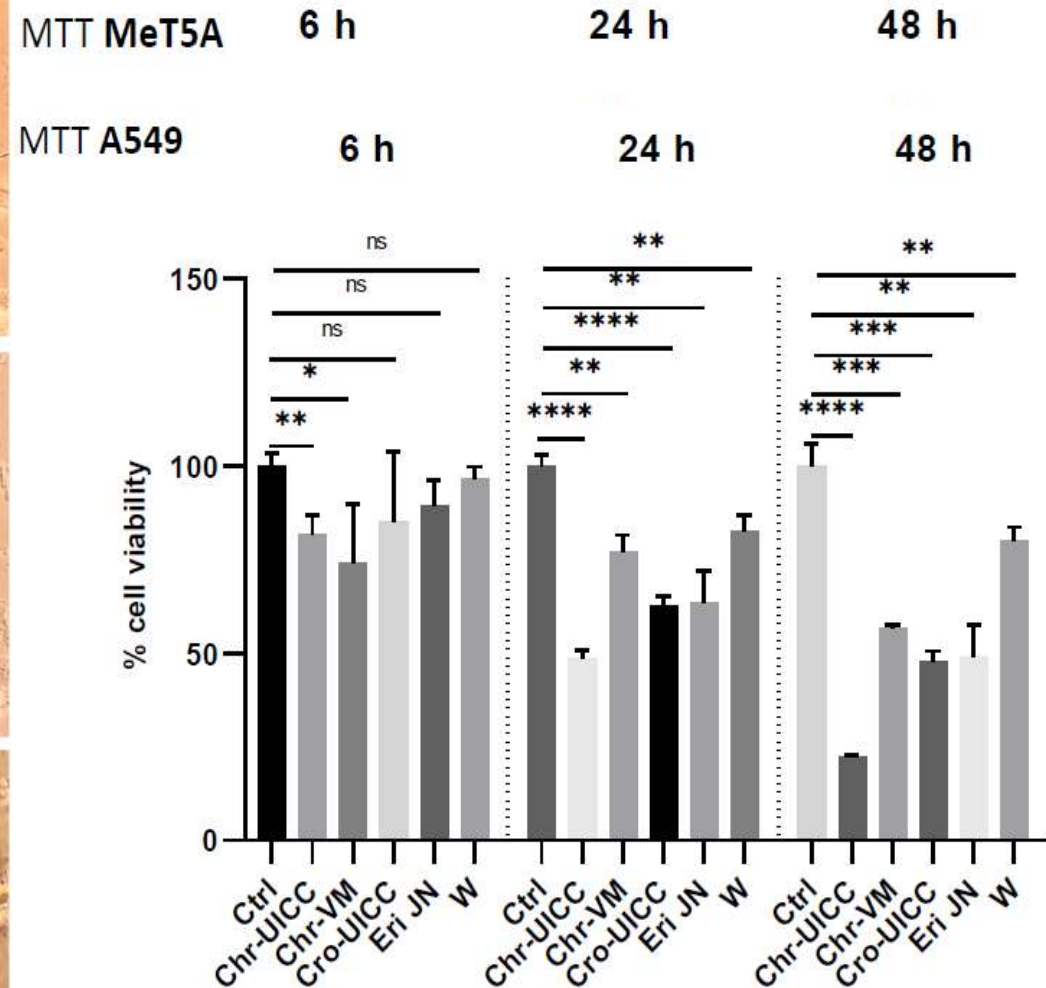 MTT MeT5A 6 h 24 h 48 h
MTT A549 6 h 24 h 48 h
ns ** **
ns ** **
ns **** ***
* ** ***
** **** ****
150
100
50
0
% cell viability
Ctrl Chr-UICC Chr-VM Cro-UICC Eri JN W Ctrl Chr-UICC Chr-VM Cro-UICC Eri JN W Ctrl Chr-UICC Chr-VM Cro-UICC Eri JN W